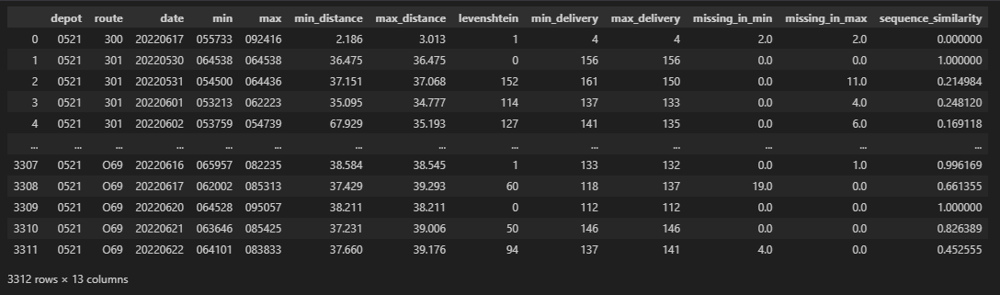 depot route date min max min_distance max_distance levenshtein min_delivery max_delivery missing_in_min missing_in_max sequence_similarity
0 0521 300 20220617 055733 092416 2.186 3.013 1 4 4 2.0 2.0 0.000000
1 0521 301 20220530 064538 064538 36.475 36.475 0 156 156 0.0 0.0 1.000000
2 0521 301 20220531 054500 064436 37.151 37.068 152 161 150 0.0 11.0 0.214984
3 0521 301 20220601 053213 062223 35.095 34.777 114 137 133 0.0 4.0 0.248120
4 0521 301 20220602 053759 054739 67.929 35.193 127 141 135 0.0 6.0 0.169118
... ... ... ... ... ... ... ... ... ... ... ... ... ...
3307 0521 O69 20220616 065957 082235 38.584 38.545 1 133 132 0.0 1.0 0.996169
3308 0521 O69 20220617 062002 085313 37.429 39.293 60 118 137 19.0 0.0 0.661355
3309 0521 O69 20220620 064528 095057 38.211 38.211 0 112 112 0.0 0.0 1.000000
3310 0521 O69 20220621 063646 085425 37.231 39.006 50 146 146 0.0 0.0 0.826389
3311 0521 O69 20220622 064101 083833 37.660 39.176 94 137 141 4.0 0.0 0.452555
3312 rows × 13 columns